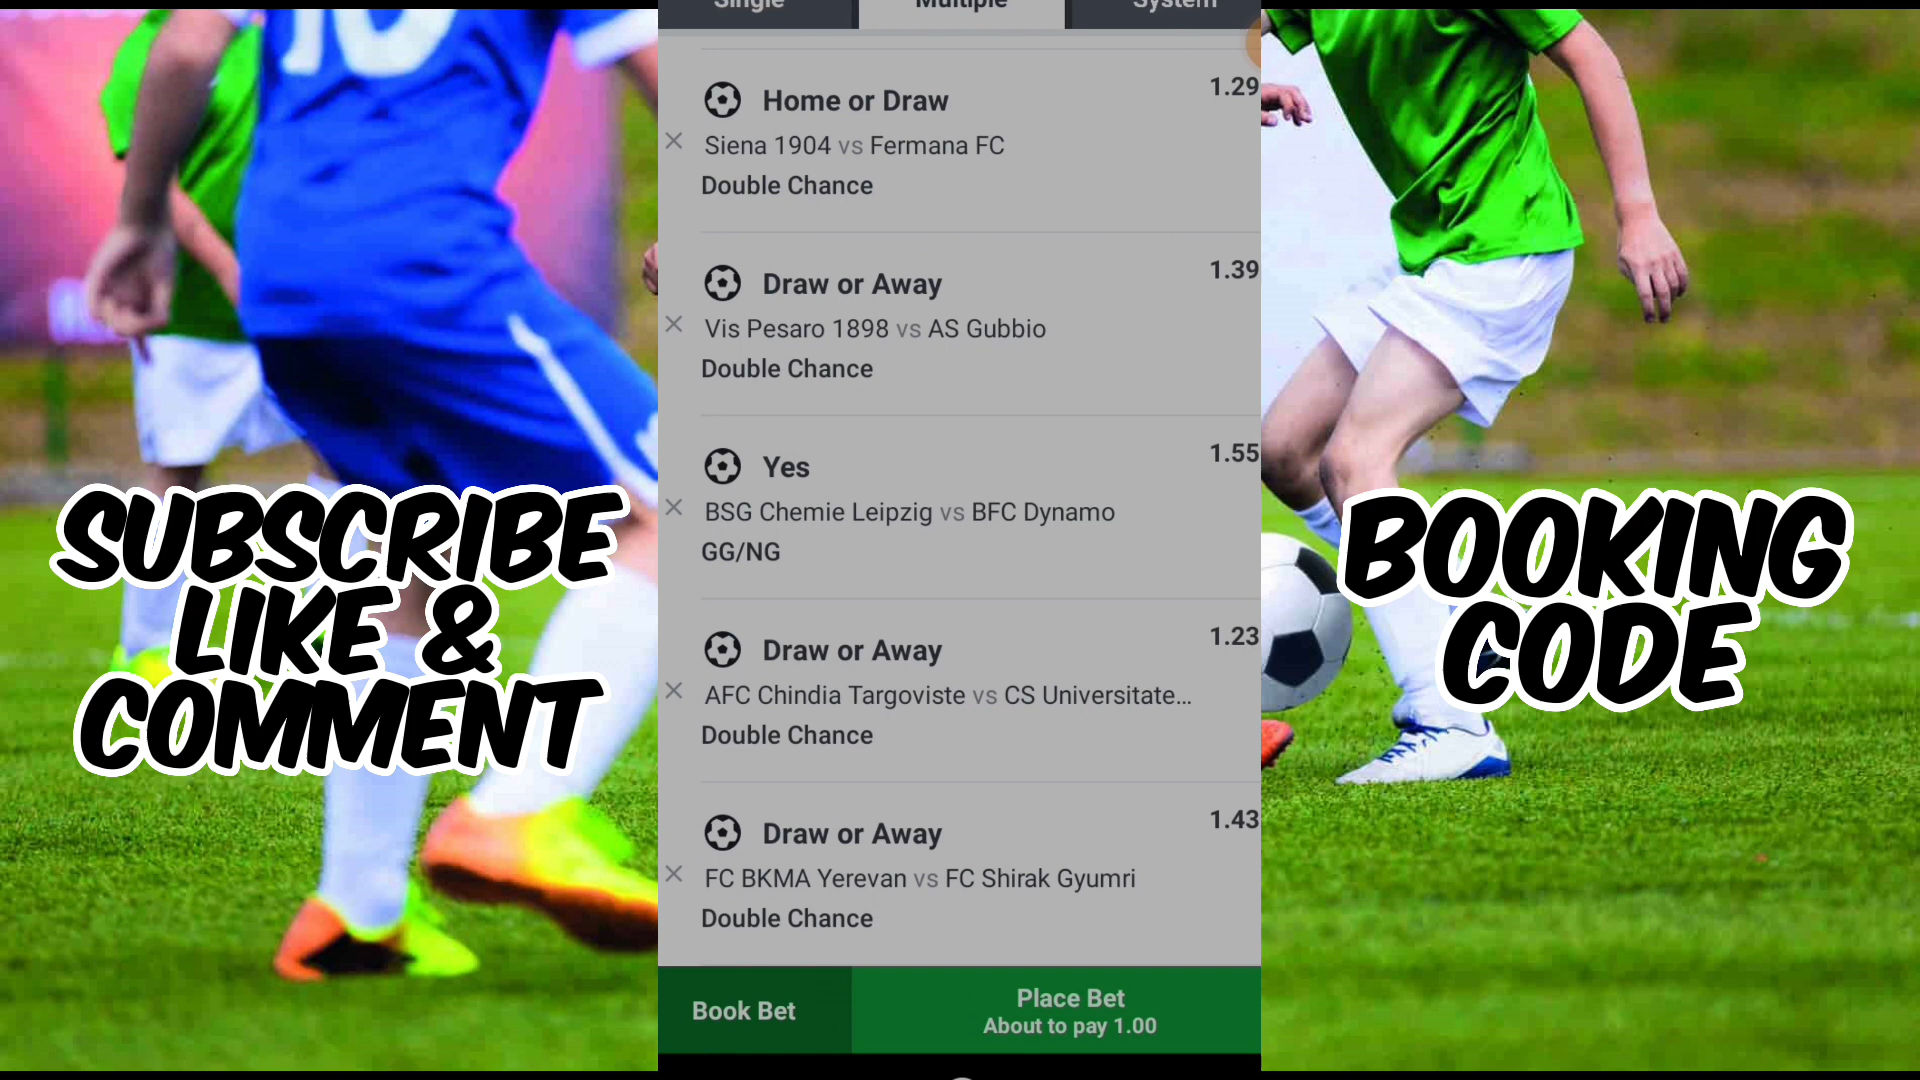 Single Multiple System
Home or Draw 1.29
Siena 1904 vs Fermana FC
Double Chance
Draw or Away 1.39
Vis Pesaro 1898 vs AS Gubbio
Double Chance
Yes 1.55
BSG Chemie Leipzig vs BFC Dynamo
GG/NG
Draw or Away 1.23
AFC Chindia Targoviste vs CS Universitate...
Double Chance
Draw or Away 1.43
FC BKMA Yerevan vs FC Shirak Gyumri
Double Chance
Book Bet
Place Bet
About to pay 1.00
SUBSCRIBE
LIKE &
COMMENT
BOOKING
CODE